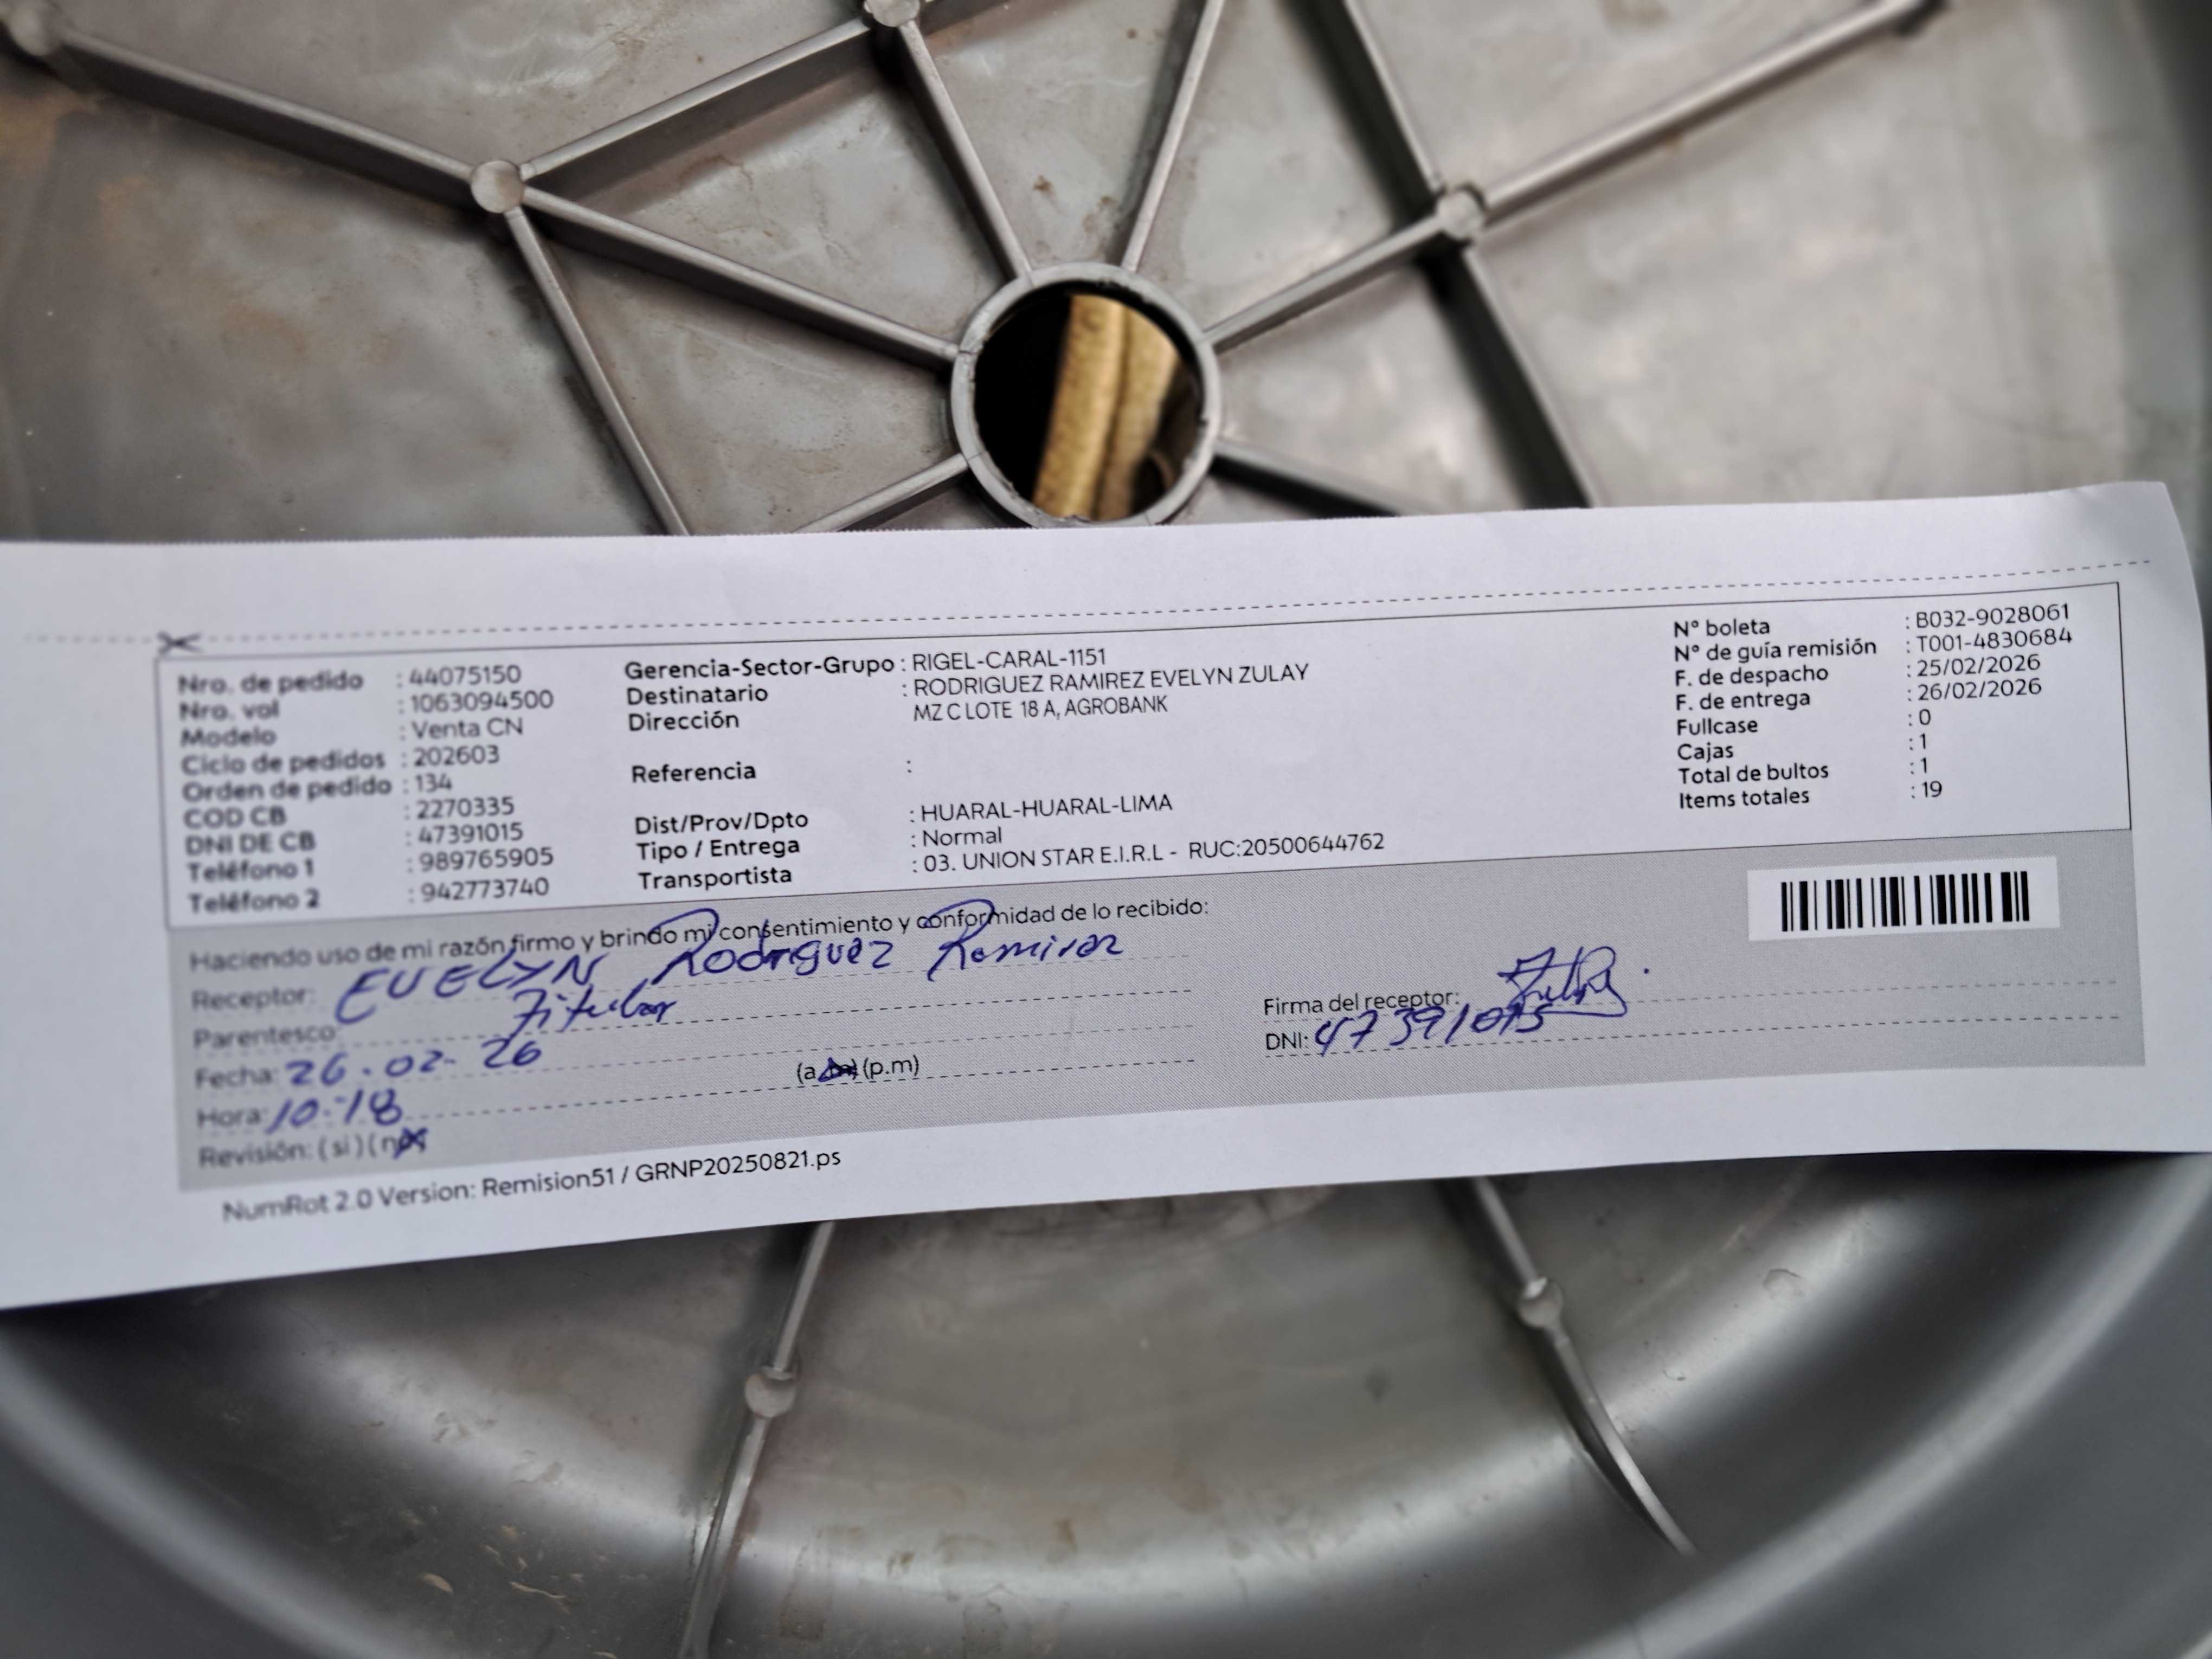 Nro. de pedido : 44075150
Nro. vol : 1063094500
Modelo : Venta CN
Ciclo de pedidos : 202603
Orden de pedido : 134
COD CB : 2270335
DNI DE CB : 47391015
Teléfono 1 : 989765905
Teléfono 2 : 942773740
Gerencia-Sector-Grupo : RIGEL-CARAL-1151
Destinatario : RODRIGUEZ RAMIREZ EVELYN ZULAY
Dirección MZ C LOTE 18 A, AGROBANK
Referencia :
Dist/Prov/Dpto : HUARAL-HUARAL-LIMA
Tipo / Entrega : Normal
Transportista : 03. UNION STAR E.I.R.L - RUC:20500644762
N° boleta : B032-9028061
N° de guía remisión : T001-4830684
F. de despacho : 25/02/2026
F. de entrega : 26/02/2026
Fullcase : 0
Cajas : 1
Total de bultos : 1
Items totales : 19
Haciendo uso de mi razón firmo y brindo mi consentimiento y conformidad de lo recibido:
Receptor: EVELYN Rodriguez Ramirez
Parentesco: Titular
Fecha: 26.02-26
Hora: 10:18 (a.m) (p.m)
Revisión: (si) (no)
Firma del receptor:
DNI: 47391015
NumRot 2.0 Version: Remision51 / GRNP20250821.ps